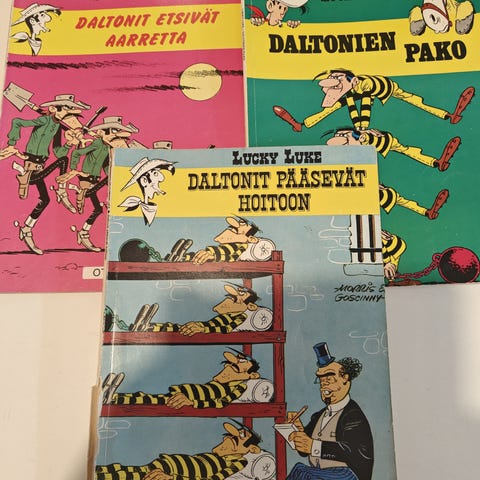 DALTONIT ETSIVÄT
AARRETTA
DALTONIEN
PAKO
LUCKY LUKE
DALTONIT PÄÄSEVÄT
HOITOON
MORRIS &
GOSCINNY